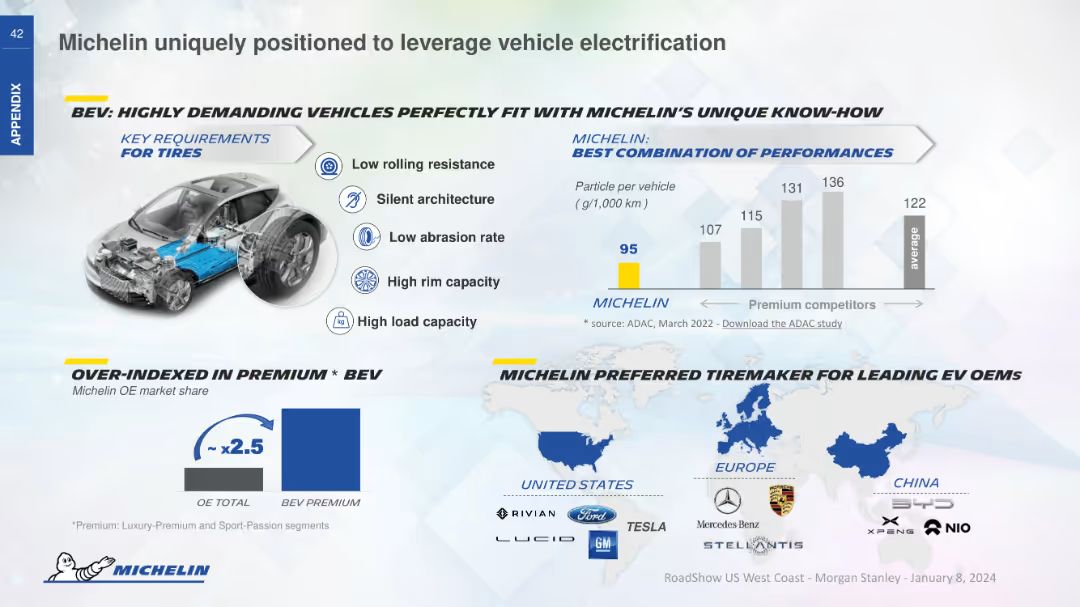 42
APPENDIX
Michelin uniquely positioned to leverage vehicle electrification
BEV: HIGHLY DEMANDING VEHICLES PERFECTLY FIT WITH MICHELIN'S UNIQUE KNOW-HOW
KEY REQUIREMENTS
FOR TIRES
Low rolling resistance
Silent architecture
Low abrasion rate
High rim capacity
kg
High load capacity
MICHELIN:
BEST COMBINATION OF PERFORMANCES
Particle per vehicle
( g/1,000 km )
95
107
115
131
136
122
average
MICHELIN
Premium competitors
* source: ADAC, March 2022 - Download the ADAC study
OVER-INDEXED IN PREMIUM * BEV
Michelin OE market share
~ x2.5
OE TOTAL
BEV PREMIUM
*Premium: Luxury-Premium and Sport-Passion segments
MICHELIN PREFERRED TIREMAKER FOR LEADING EV OEMs
UNITED STATES
RIVIAN
Ford
TESLA
LUCID
GM
EUROPE
Mercedes-Benz
STELLANTIS
CHINA
BYD
XPENG
NIO
MICHELIN
RoadShow US West Coast - Morgan Stanley - January 8, 2024